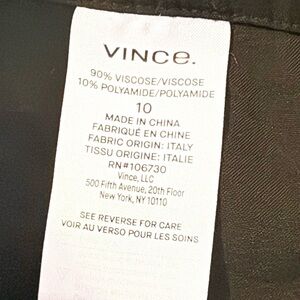 VINCE.
90% VISCOSE/VISCOSE
10% POLYAMIDE/POLYAMIDE
10
MADE IN CHINA
FABRIQUÉ EN CHINE
FABRIC ORIGIN: ITALY
TISSU ORIGINE: ITALIE
RN#106730
Vince, LLC
500 Fifth Avenue, 20th Floor
New York, NY 10110
SEE REVERSE FOR CARE
VOIR AU VERSO POUR LES SOINS